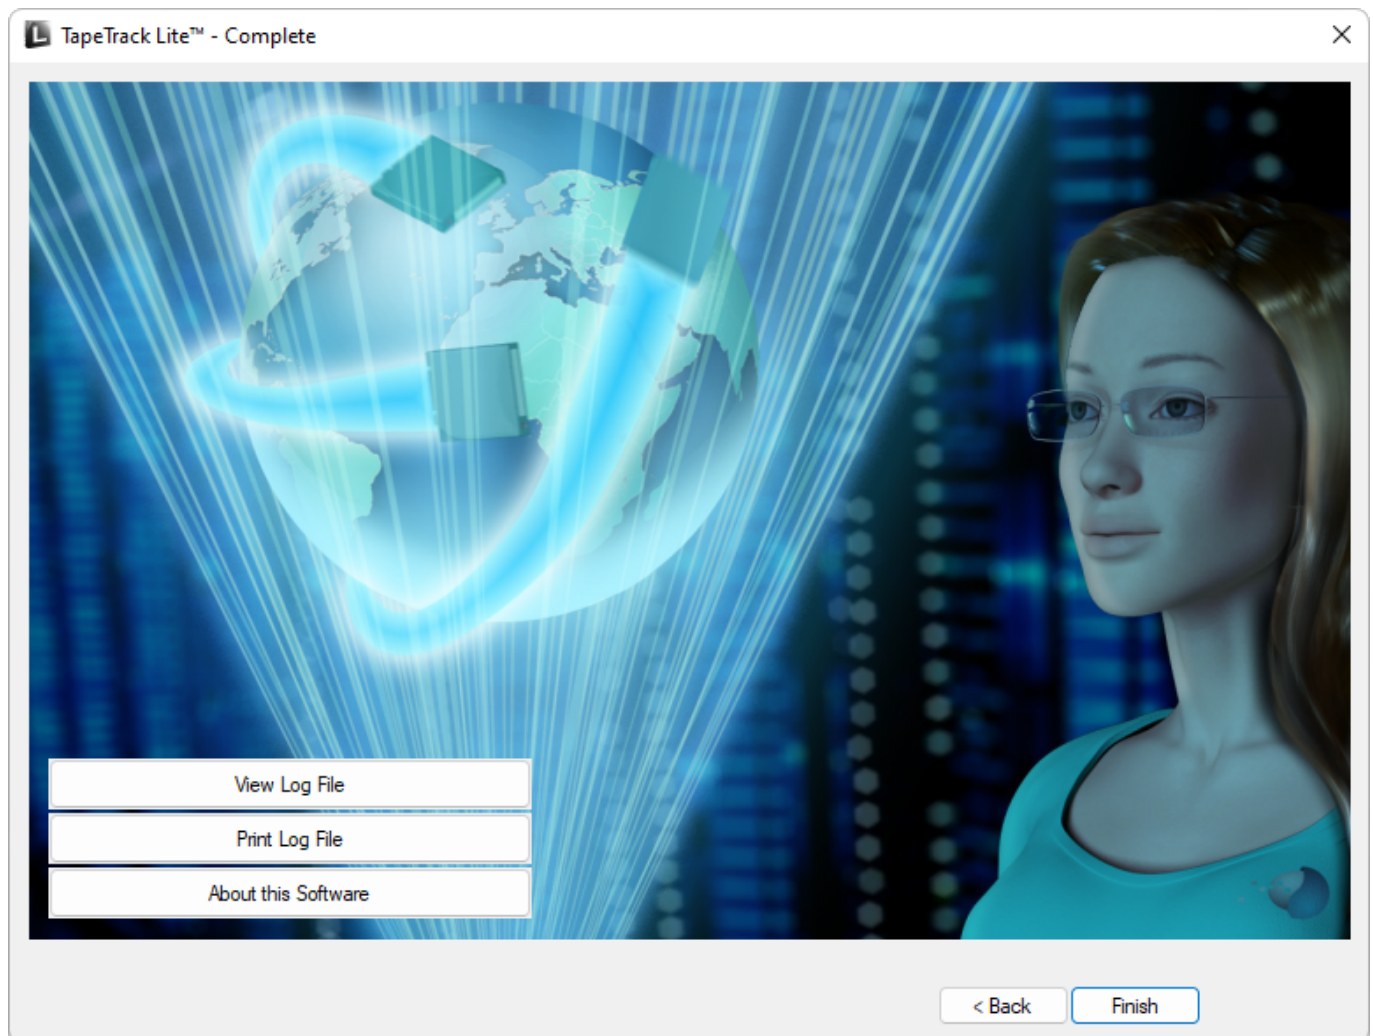 TapeTrack Lite™ - Complete
View Log File
Print Log File
About this Software
< Back
Finish